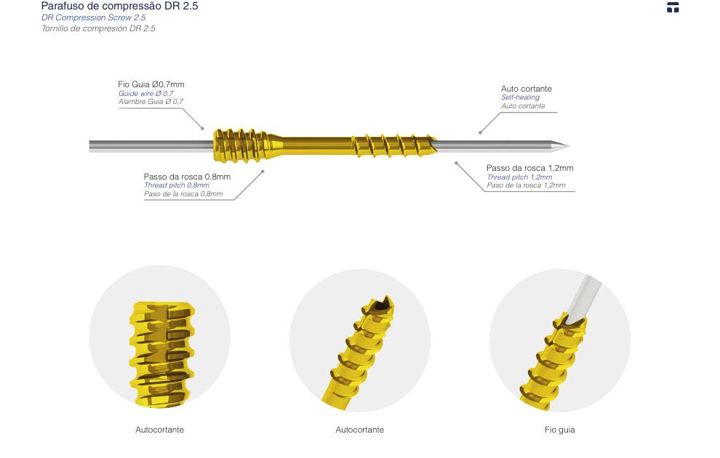 Parafuso de compressão DR 2.5
DR Compression Screw 2.5
Tornillo de compresión DR 2.5
Fio Guia Ø0,7mm
Guide wire Ø 0,7
Alambre Guia Ø 0,7
Auto cortante
Self-healing
Auto cortante
Passo da rosca 0,8mm
Thread pitch 0,8mm
Paso de la rosca 0,8mm
Passo da rosca 1,2mm
Thread pitch 1,2mm
Paso de la rosca 1,2mm
Autocortante
Autocortante
Fio guia